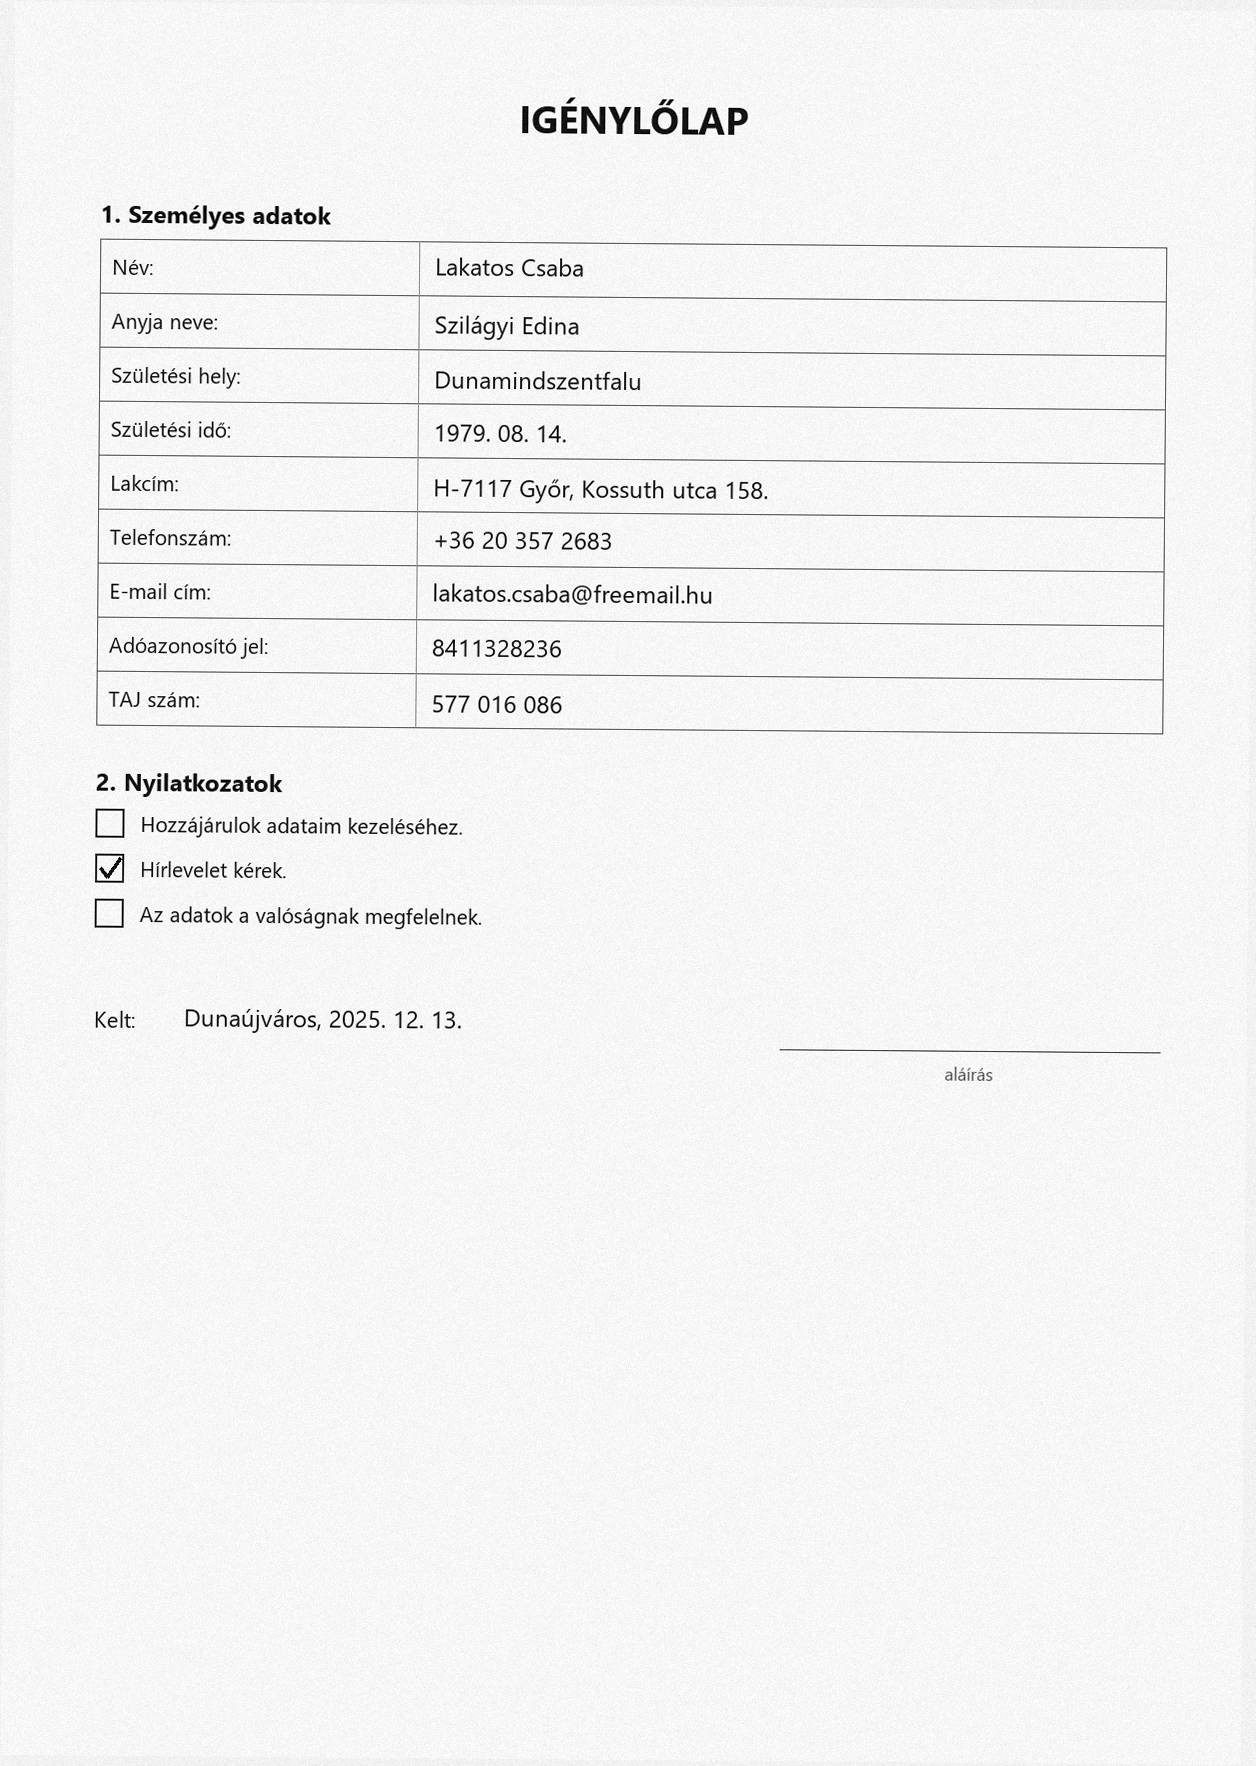 IGÉNYLŐLAP
1. Személyes adatok
Név: Lakatos Csaba
Anyja neve: Szilágyi Edina
Születési hely: Dunamindszentfalu
Születési idő: 1979. 08. 14.
Lakcím: H-7117 Győr, Kossuth utca 158.
Telefonszám: +36 20 357 2683
E-mail cím: lakatos.csaba@freemail.hu
Adóazonosító jel: 8411328236
TAJ szám: 577 016 086
2. Nyilatkozatok
Hozzájárulok adataim kezeléséhez.
Hírlevelet kérek.
Az adatok a valóságnak megfelelnek.
Kelt: Dunaújváros, 2025. 12. 13.
aláírás